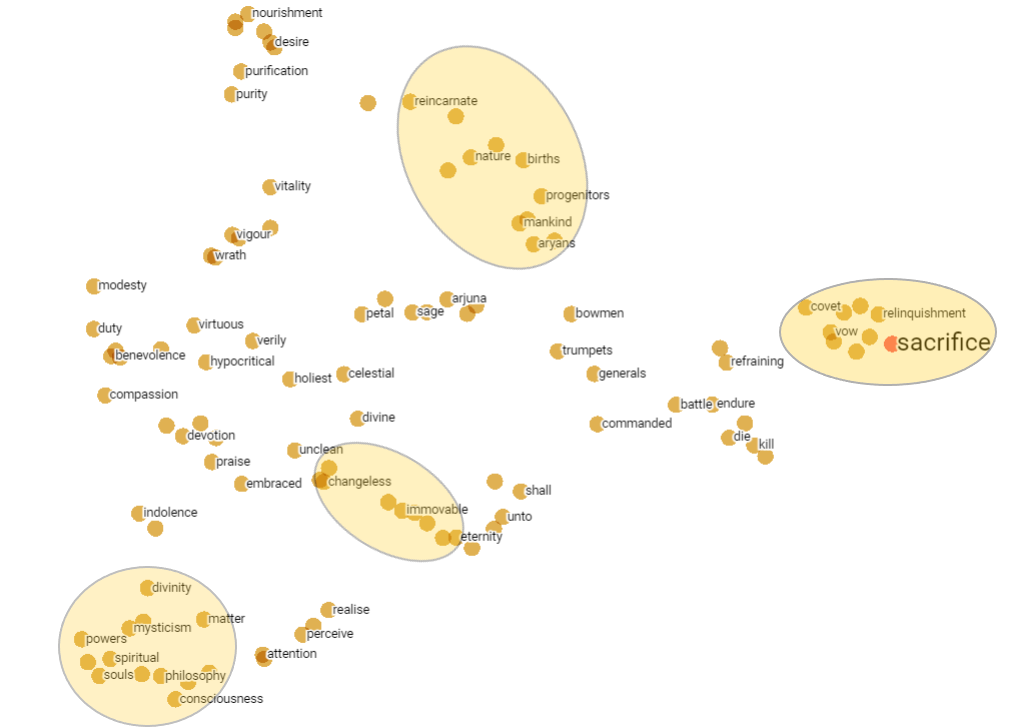 nourishment
desire
purification
purity
reincarnate
nature
births
vitality
progenitors
mankind
vigour
aryans
wrath
modesty
arjuna
covet
petal
sage
bowmen
relinquishment
duty
virtuous
vow
verily
sacrifice
benevolence
trumpets
hypocritical
refraining
holiest
celestial
generals
compassion
battle
endure
divine
commanded
devotion
die
kill
unclean
praise
embraced
changeless
shall
immovable
indolence
unto
eternity
divinity
realise
matter
mysticism
perceive
powers
attention
spiritual
souls
philosophy
consciousness